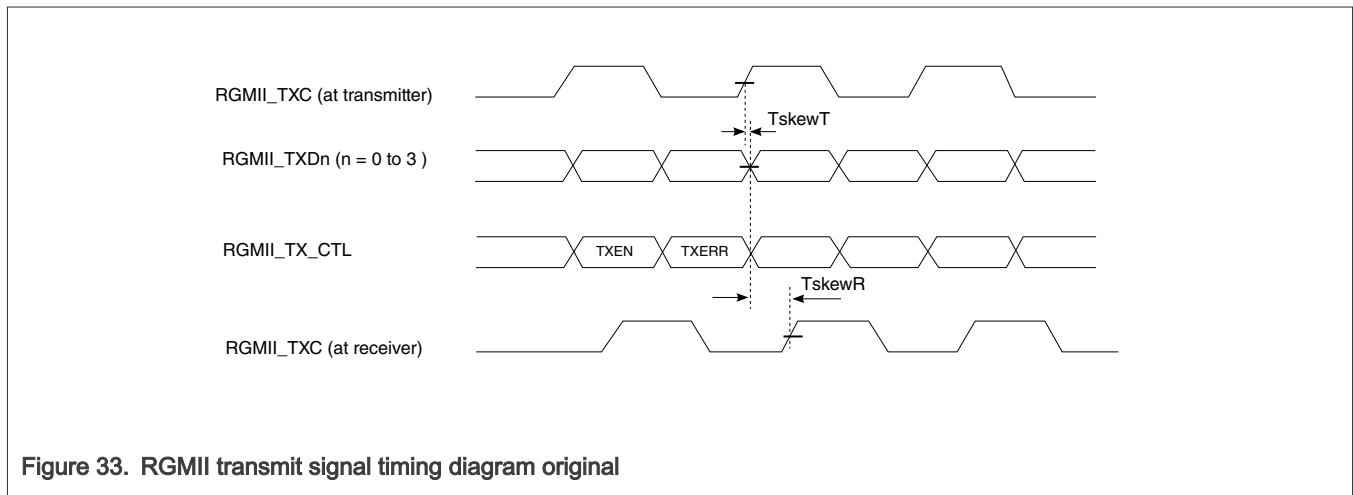 RGMII_TXC (at transmitter)
TskewT
RGMII_TXDn (n = 0 to 3 )
RGMII_TX_CTL
TXEN
TXERR
TskewR
RGMII_TXC (at receiver)
Figure 33. RGMII transmit signal timing diagram original